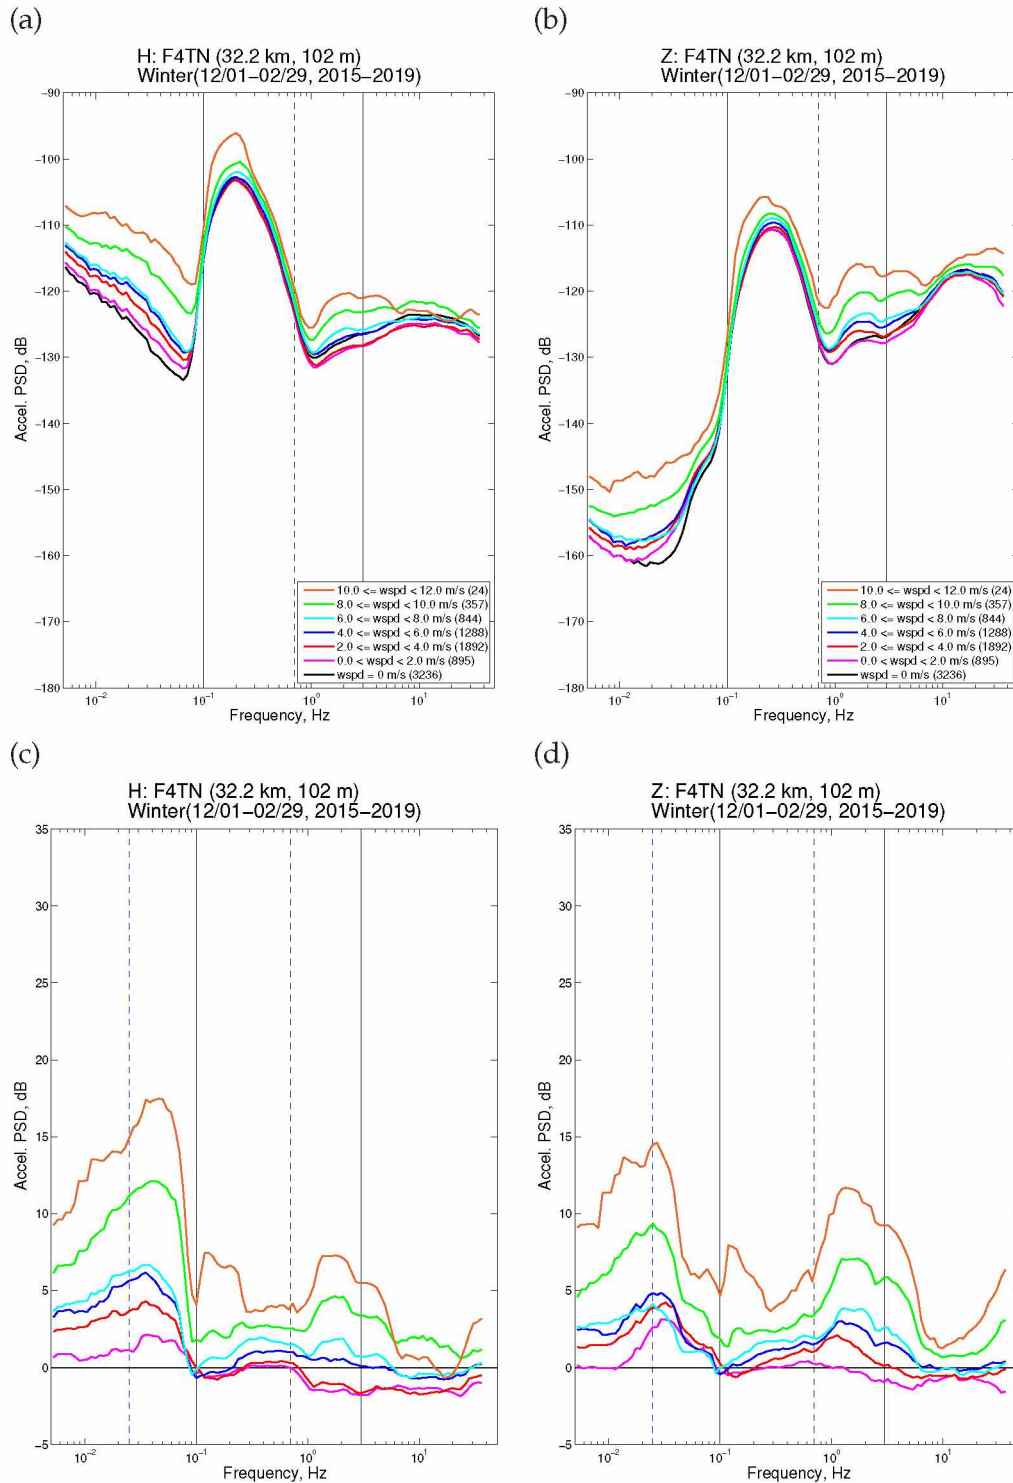 (a)
H: F4TN (32.2 km, 102 m)
Winter(12/01−02/29, 2015−2019)
−90
−100
−110
−120
−130
−140
−150
−160
−170
−180
Accel. PSD, dB
10.0 <= wspd < 12.0 m/s (24)
8.0 <= wspd < 10.0 m/s (357)
6.0 <= wspd < 8.0 m/s (844)
4.0 <= wspd < 6.0 m/s (1288)
2.0 <= wspd < 4.0 m/s (1892)
0.0 < wspd < 2.0 m/s (895)
wspd = 0 m/s (3236)
10⁻² 10⁻¹ 10⁰ 10¹
Frequency, Hz
(b)
Z: F4TN (32.2 km, 102 m)
Winter(12/01−02/29, 2015−2019)
−90
−100
−110
−120
−130
−140
−150
−160
−170
−180
Accel. PSD, dB
10.0 <= wspd < 12.0 m/s (24)
8.0 <= wspd < 10.0 m/s (357)
6.0 <= wspd < 8.0 m/s (844)
4.0 <= wspd < 6.0 m/s (1288)
2.0 <= wspd < 4.0 m/s (1892)
0.0 < wspd < 2.0 m/s (895)
wspd = 0 m/s (3236)
10⁻² 10⁻¹ 10⁰ 10¹
Frequency, Hz
(c)
H: F4TN (32.2 km, 102 m)
Winter(12/01−02/29, 2015−2019)
35
30
25
20
15
10
5
0
−5
Accel. PSD, dB
10⁻² 10⁻¹ 10⁰ 10¹
Frequency, Hz
(d)
Z: F4TN (32.2 km, 102 m)
Winter(12/01−02/29, 2015−2019)
35
30
25
20
15
10
5
0
−5
Accel. PSD, dB
10⁻² 10⁻¹ 10⁰ 10¹
Frequency, Hz